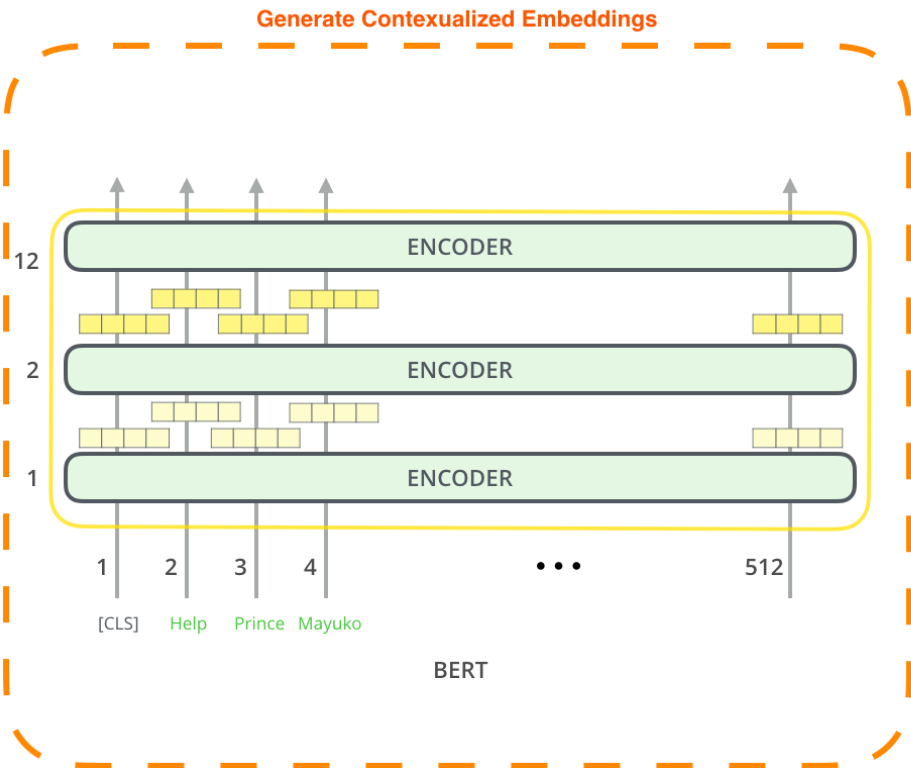 Generate Contexualized Embeddings
12 ENCODER
2 ENCODER
1 ENCODER
1 2 3 4 ••• 512
[CLS] Help Prince Mayuko
BERT